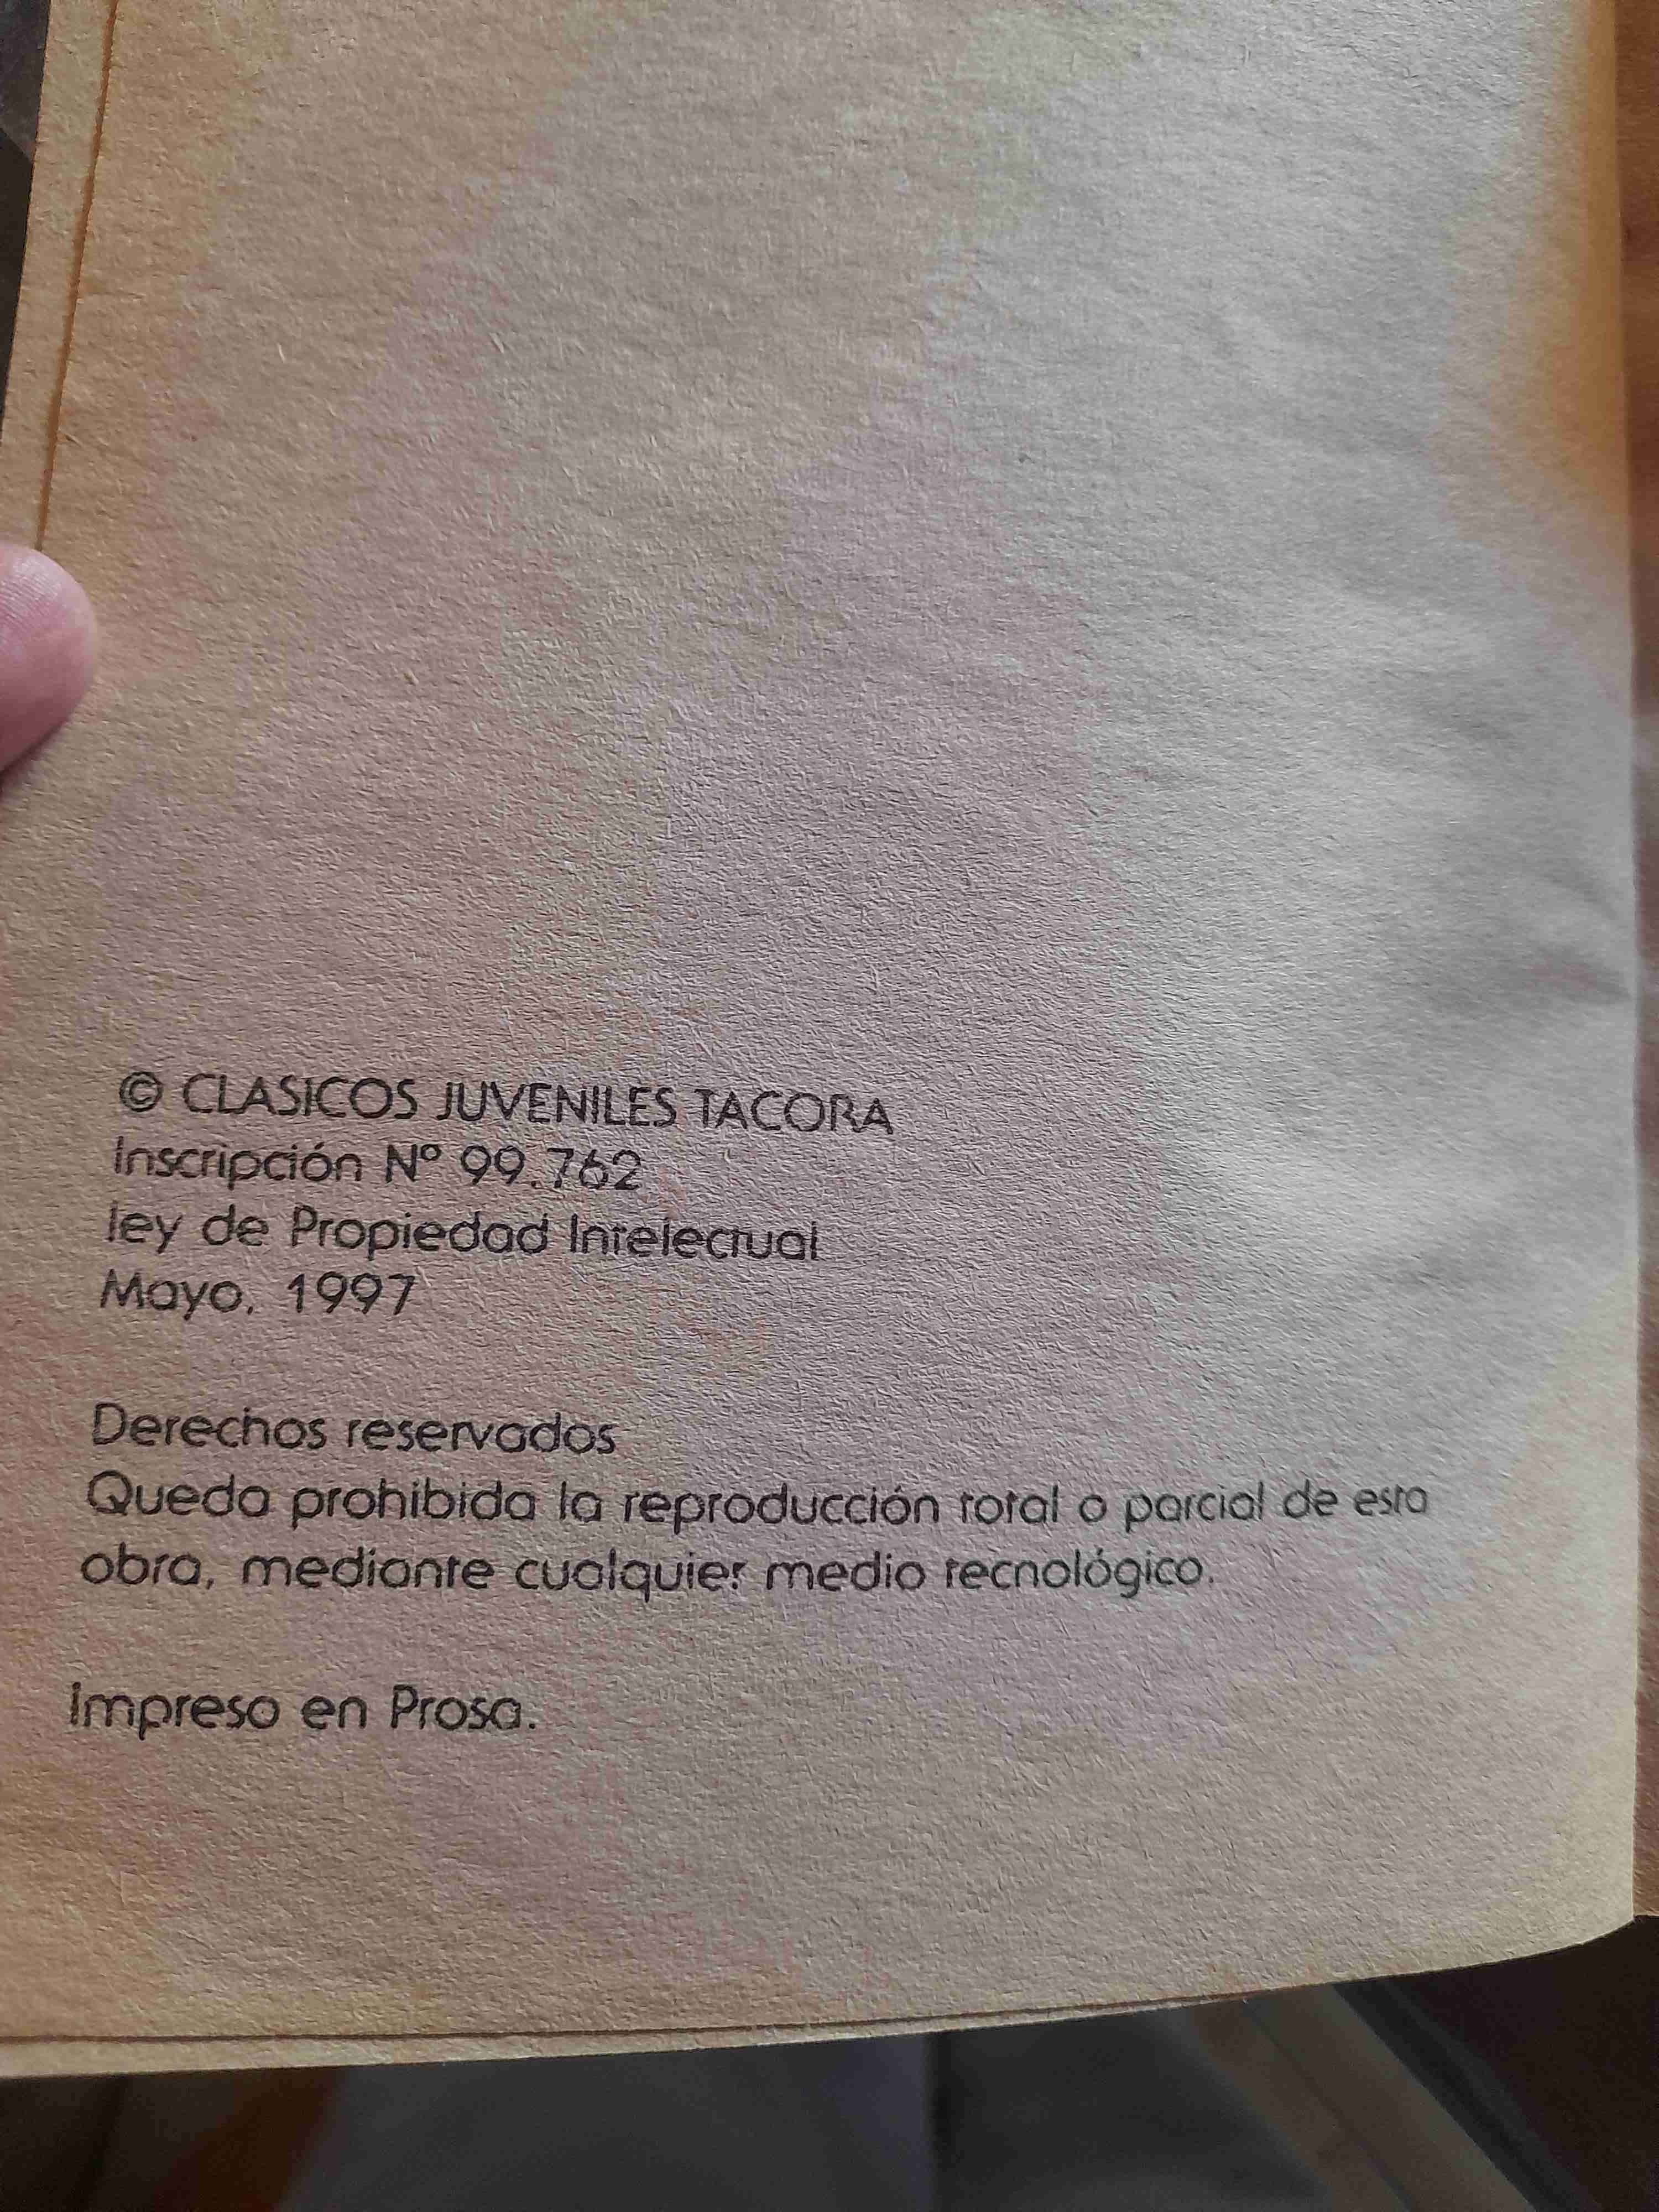 © CLASICOS JUVENILES TACORA
Inscripción Nº 99.762
ley de Propiedad Intelectual
Mayo, 1997
Derechos reservados
Queda prohibida la reproducción total o parcial de esta
obra, mediante cualquier medio tecnológico.
Impreso en Prosa.